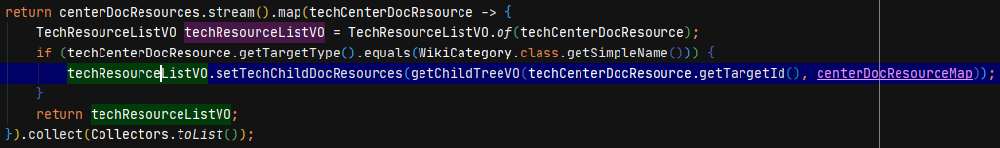 return centerDocResources.stream().map(techCenterDocResource -> {
TechResourceListVO techResourceListVO = TechResourceListVO.of(techCenterDocResource);
if (techCenterDocResource.getTargetType().equals(WikiCategory.class.getSimpleName())) {
techResourceListVO.setTechChildDocResources(getChildTreeVO(techCenterDocResource.getTargetId(), centerDocResourceMap));
}
return techResourceListVO;
}).collect(Collectors.toList());